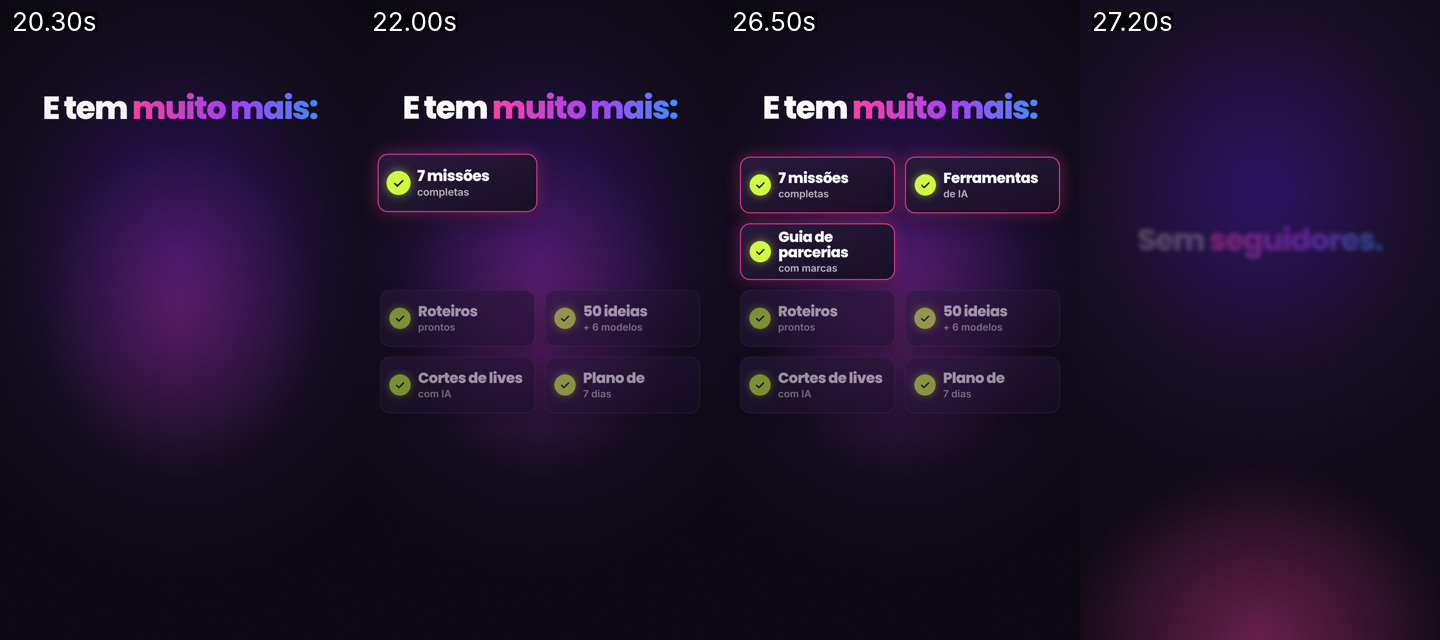 20.30s
E tem muito mais:
22.00s
E tem muito mais:
7 missões
completas
Roteiros
prontos
50 ideias
+ 6 modelos
Cortes de lives
com IA
Plano de
7 dias
26.50s
E tem muito mais:
7 missões
completas
Ferramentas
de IA
Guia de
parcerias
com marcas
Roteiros
prontos
50 ideias
+ 6 modelos
Cortes de lives
com IA
Plano de
7 dias
27.20s
Sem seguidores.